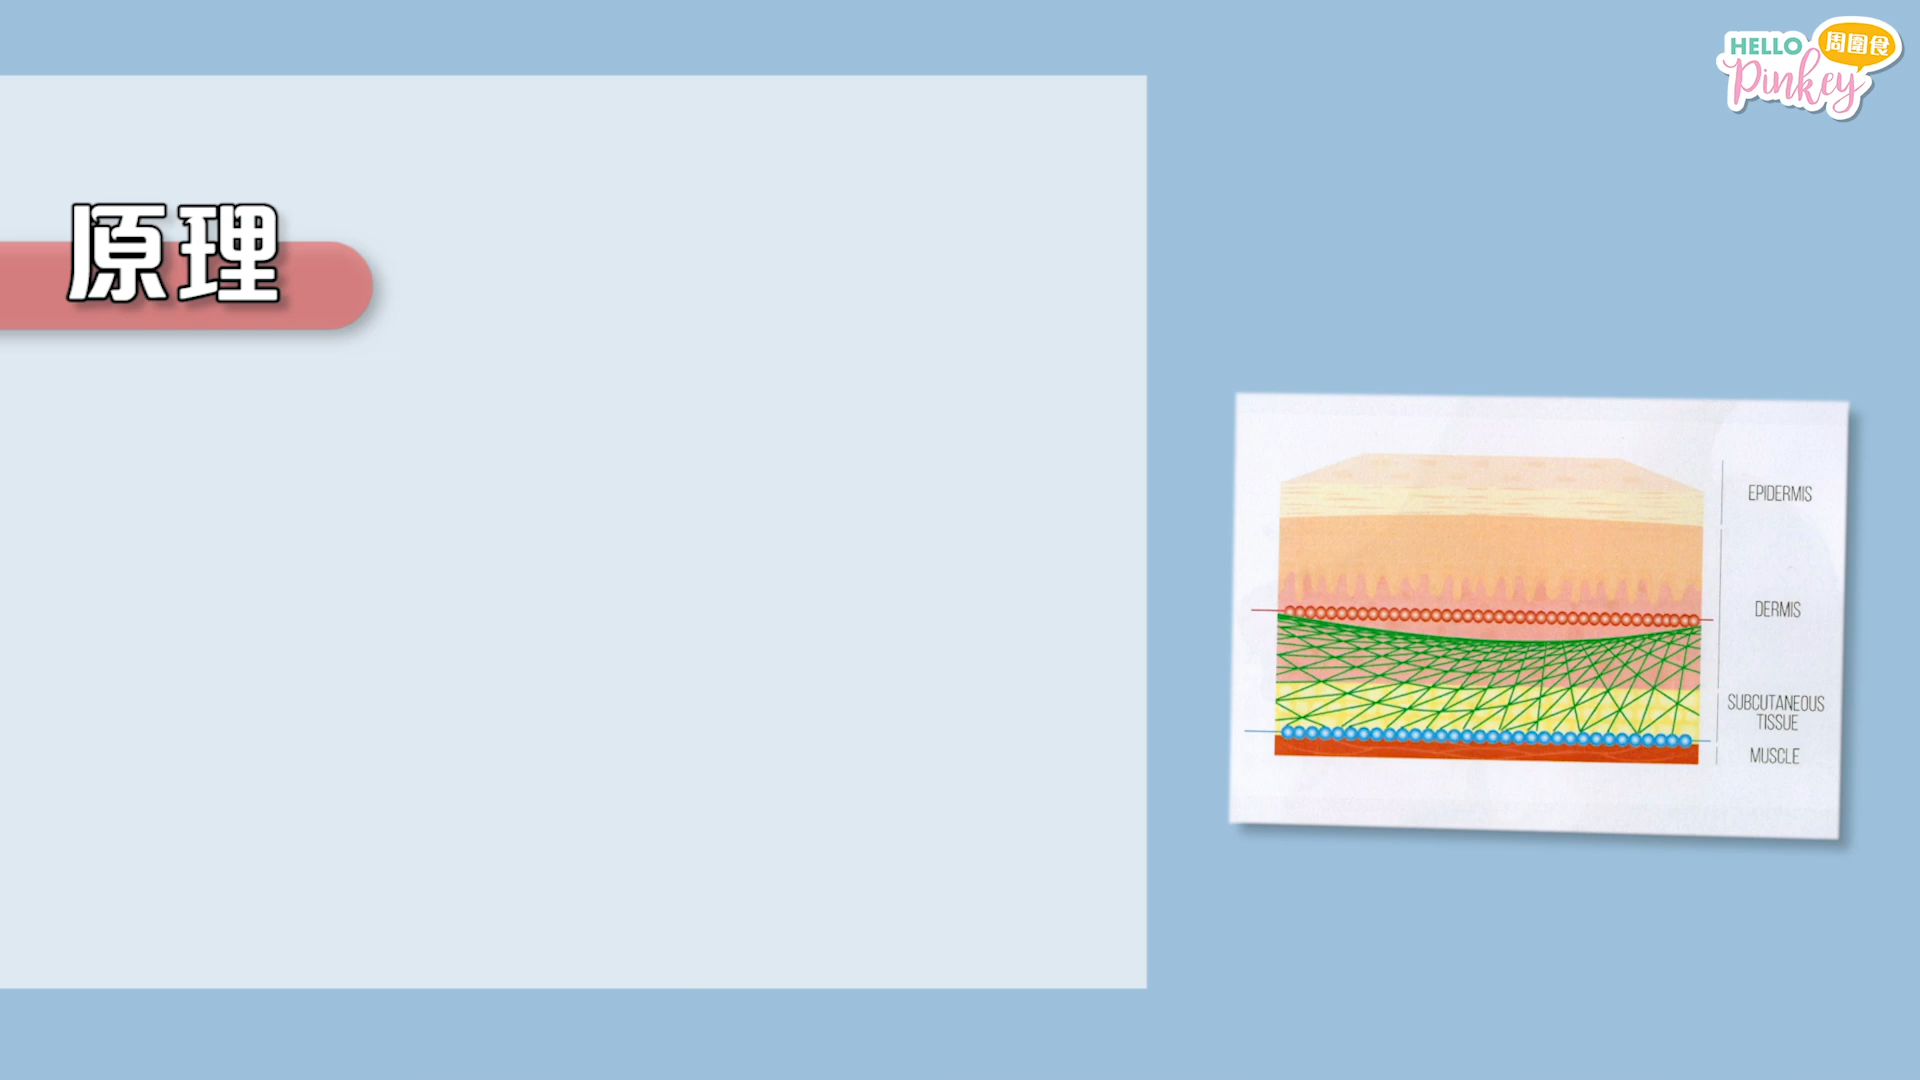 HELLO 周圍食
Pinkey
原理
EPIDERMIS
DERMIS
SUBCUTANEOUS
TISSUE
MUSCLE